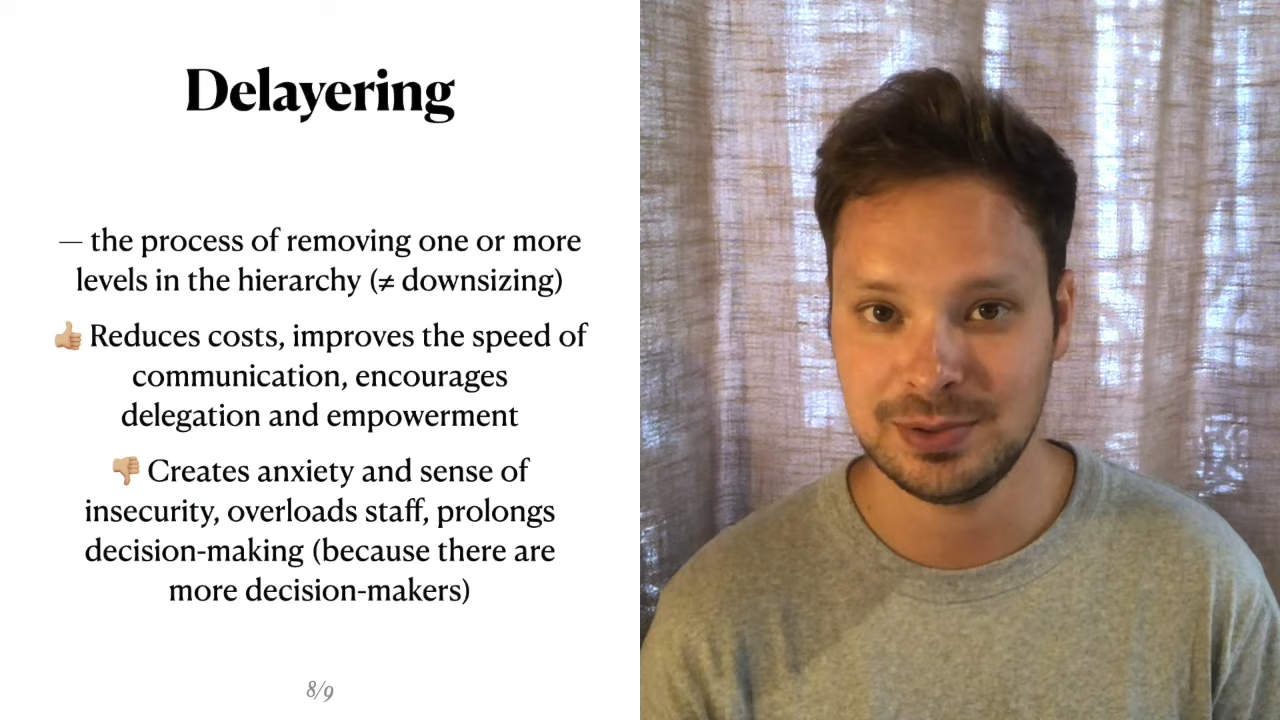 Delayering
— the process of removing one or more
levels in the hierarchy (≠ downsizing)
👍🏼 Reduces costs, improves the speed of
communication, encourages
delegation and empowerment
👎🏼 Creates anxiety and sense of
insecurity, overloads staff, prolongs
decision-making (because there are
more decision-makers)
8/9